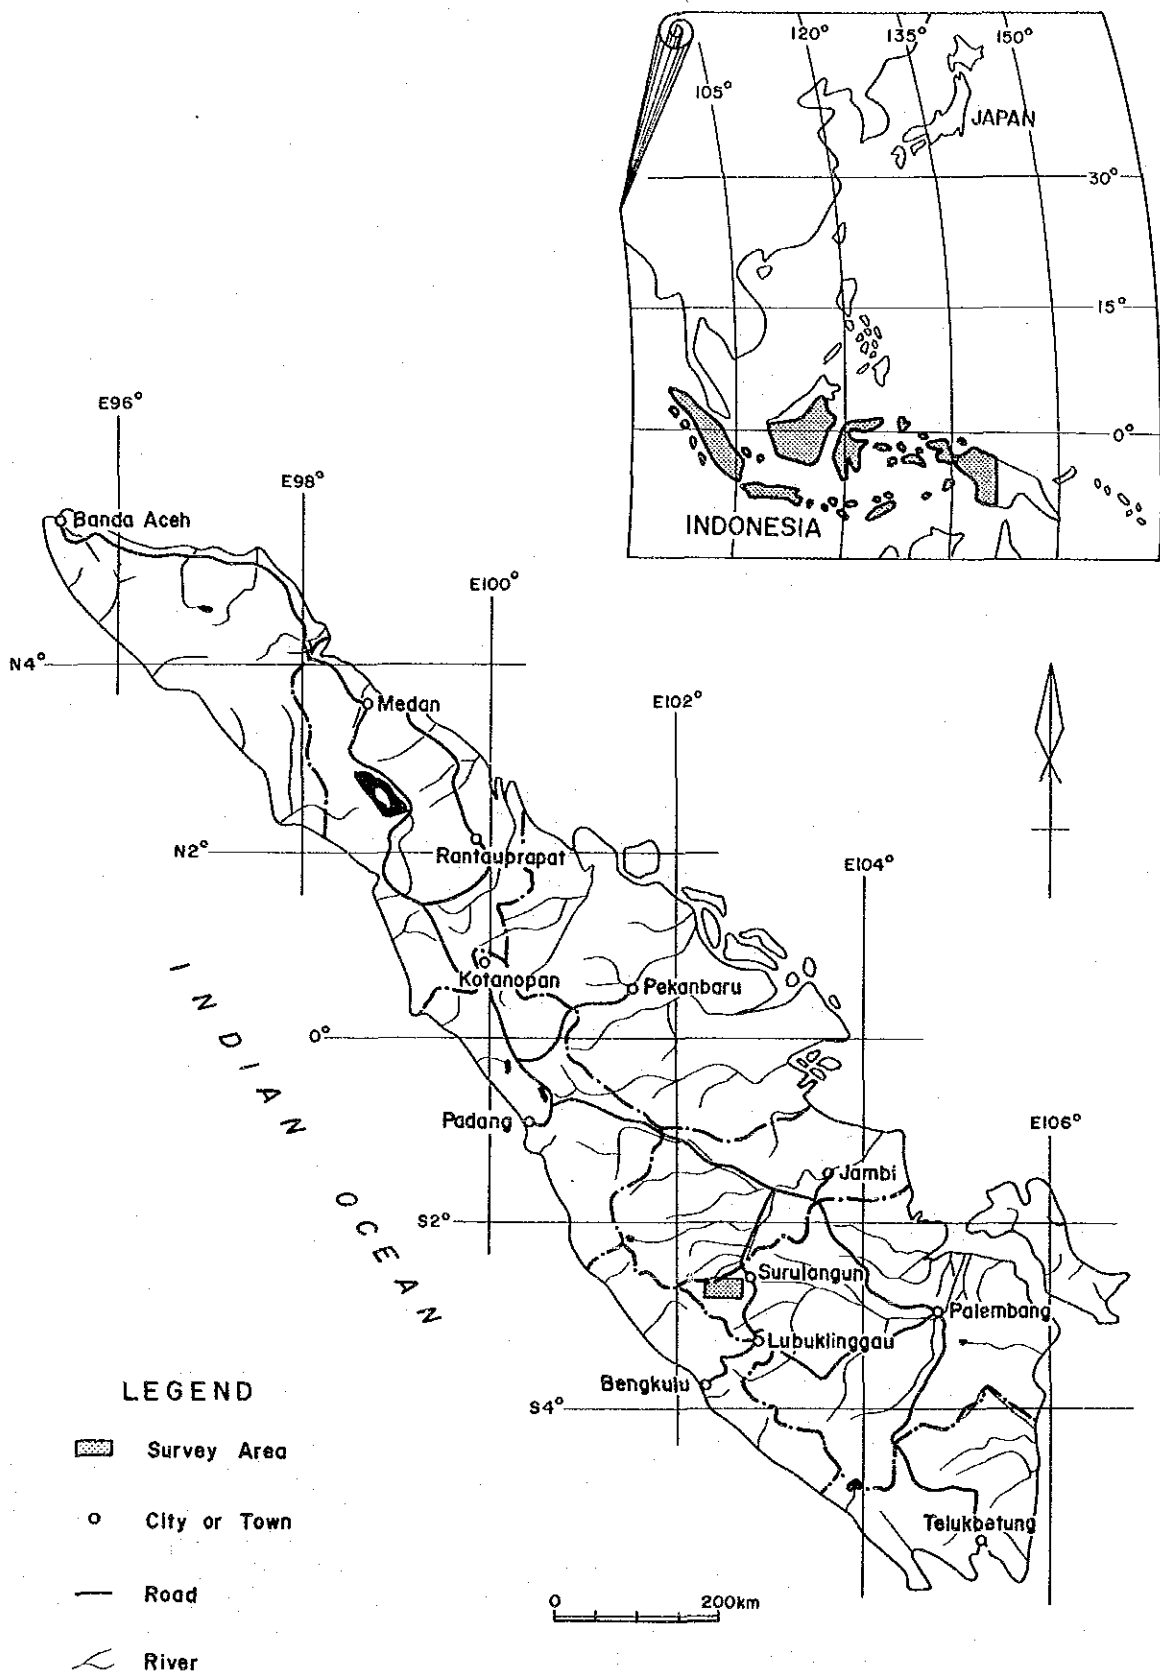 120°
135°
150°
105°
JAPAN
30°
15°
0°
INDONESIA
E96°
E98°
Banda Aceh
E100°
N4°
E102°
Medan
N2°
Rantauprapat
E104°
Kotanopan
Pekanbaru
0°
INDIAN OCEAN
Padang
E106°
Jambi
S2°
Surulangun
Palembang
Lubuklinggau
Bengkulu
S4°
Telukbetung
LEGEND
Survey Area
City or Town
Road
River
0 200km